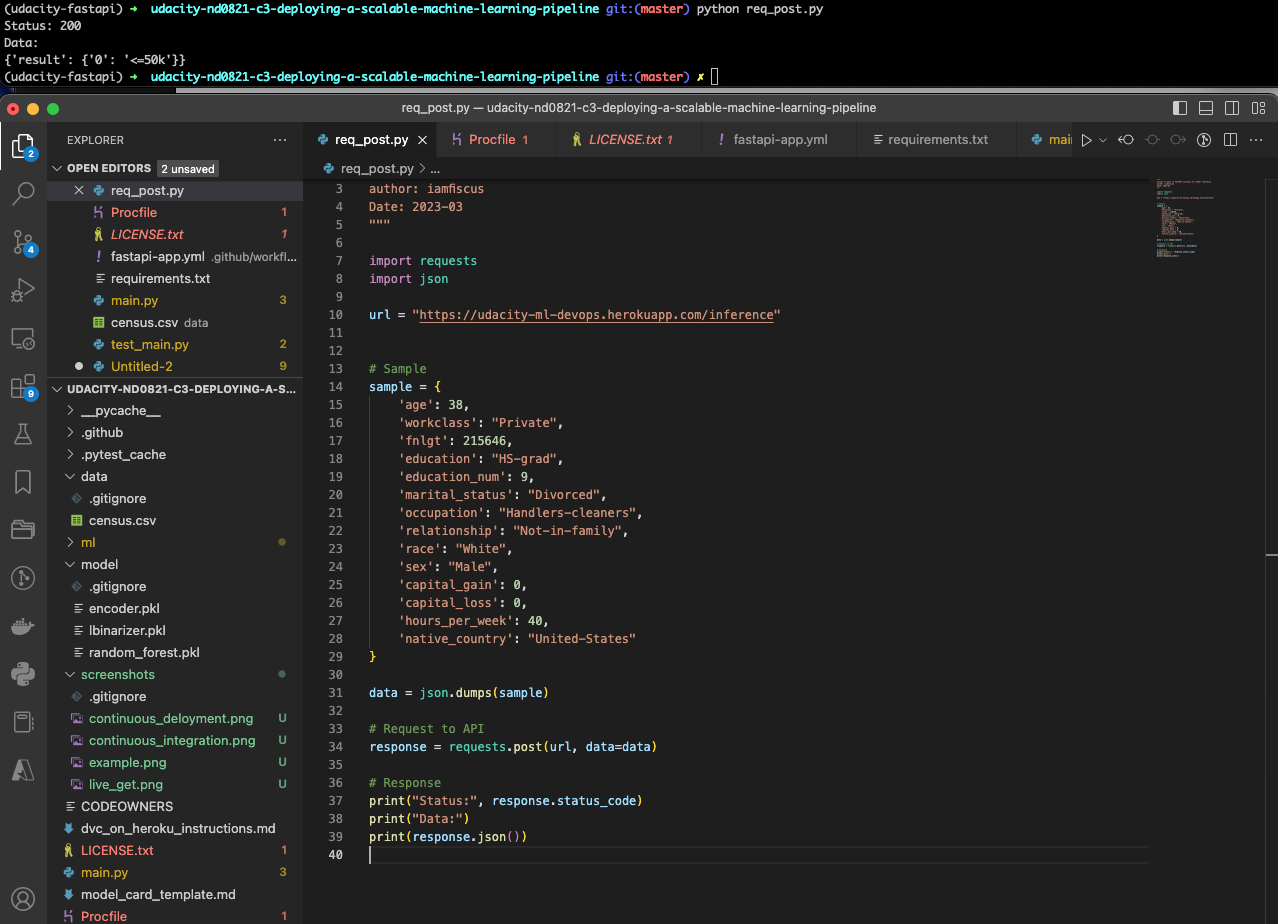 (udacity-fastapi) → udacity-nd0821-c3-deploying-a-scalable-machine-learning-pipeline git:(master) python req_post.py
Status: 200
Data:
{'result': {'0': '<=50k'}}
(udacity-fastapi) → udacity-nd0821-c3-deploying-a-scalable-machine-learning-pipeline git:(master) ✗
req_post.py — udacity-nd0821-c3-deploying-a-scalable-machine-learning-pipeline
EXPLORER ...
OPEN EDITORS 2 unsaved
req_post.py
Procfile 1
LICENSE.txt 1
! fastapi-app.yml .github/workfl...
requirements.txt
main.py 3
census.csv data
test_main.py 2
Untitled-2 9
UDACITY-ND0821-C3-DEPLOYING-A-S...
__pycache__
.github
.pytest_cache
data
.gitignore
census.csv
ml
model
.gitignore
encoder.pkl
lbinarizer.pkl
random_forest.pkl
screenshots
.gitignore
continuous_deloyment.png U
continuous_integration.png U
example.png U
live_get.png U
CODEOWNERS
dvc_on_heroku_instructions.md
LICENSE.txt 1
main.py 3
model_card_template.md
Procfile 1
2
4
9
req_post.py Procfile 1 LICENSE.txt 1 ! fastapi-app.yml requirements.txt mai
req_post.py > ...
3 author: iamfiscus
4 Date: 2023-03
5 """
6
7 import requests
8 import json
9
10 url = "https://udacity-ml-devops.herokuapp.com/inference"
11
12
13 # Sample
14 sample = {
15 'age': 38,
16 'workclass': "Private",
17 'fnlgt': 215646,
18 'education': "HS-grad",
19 'education_num': 9,
20 'marital_status': "Divorced",
21 'occupation': "Handlers-cleaners",
22 'relationship': "Not-in-family",
23 'race': "White",
24 'sex': "Male",
25 'capital_gain': 0,
26 'capital_loss': 0,
27 'hours_per_week': 40,
28 'native_country': "United-States"
29 }
30
31 data = json.dumps(sample)
32
33 # Request to API
34 response = requests.post(url, data=data)
35
36 # Response
37 print("Status:", response.status_code)
38 print("Data:")
39 print(response.json())
40